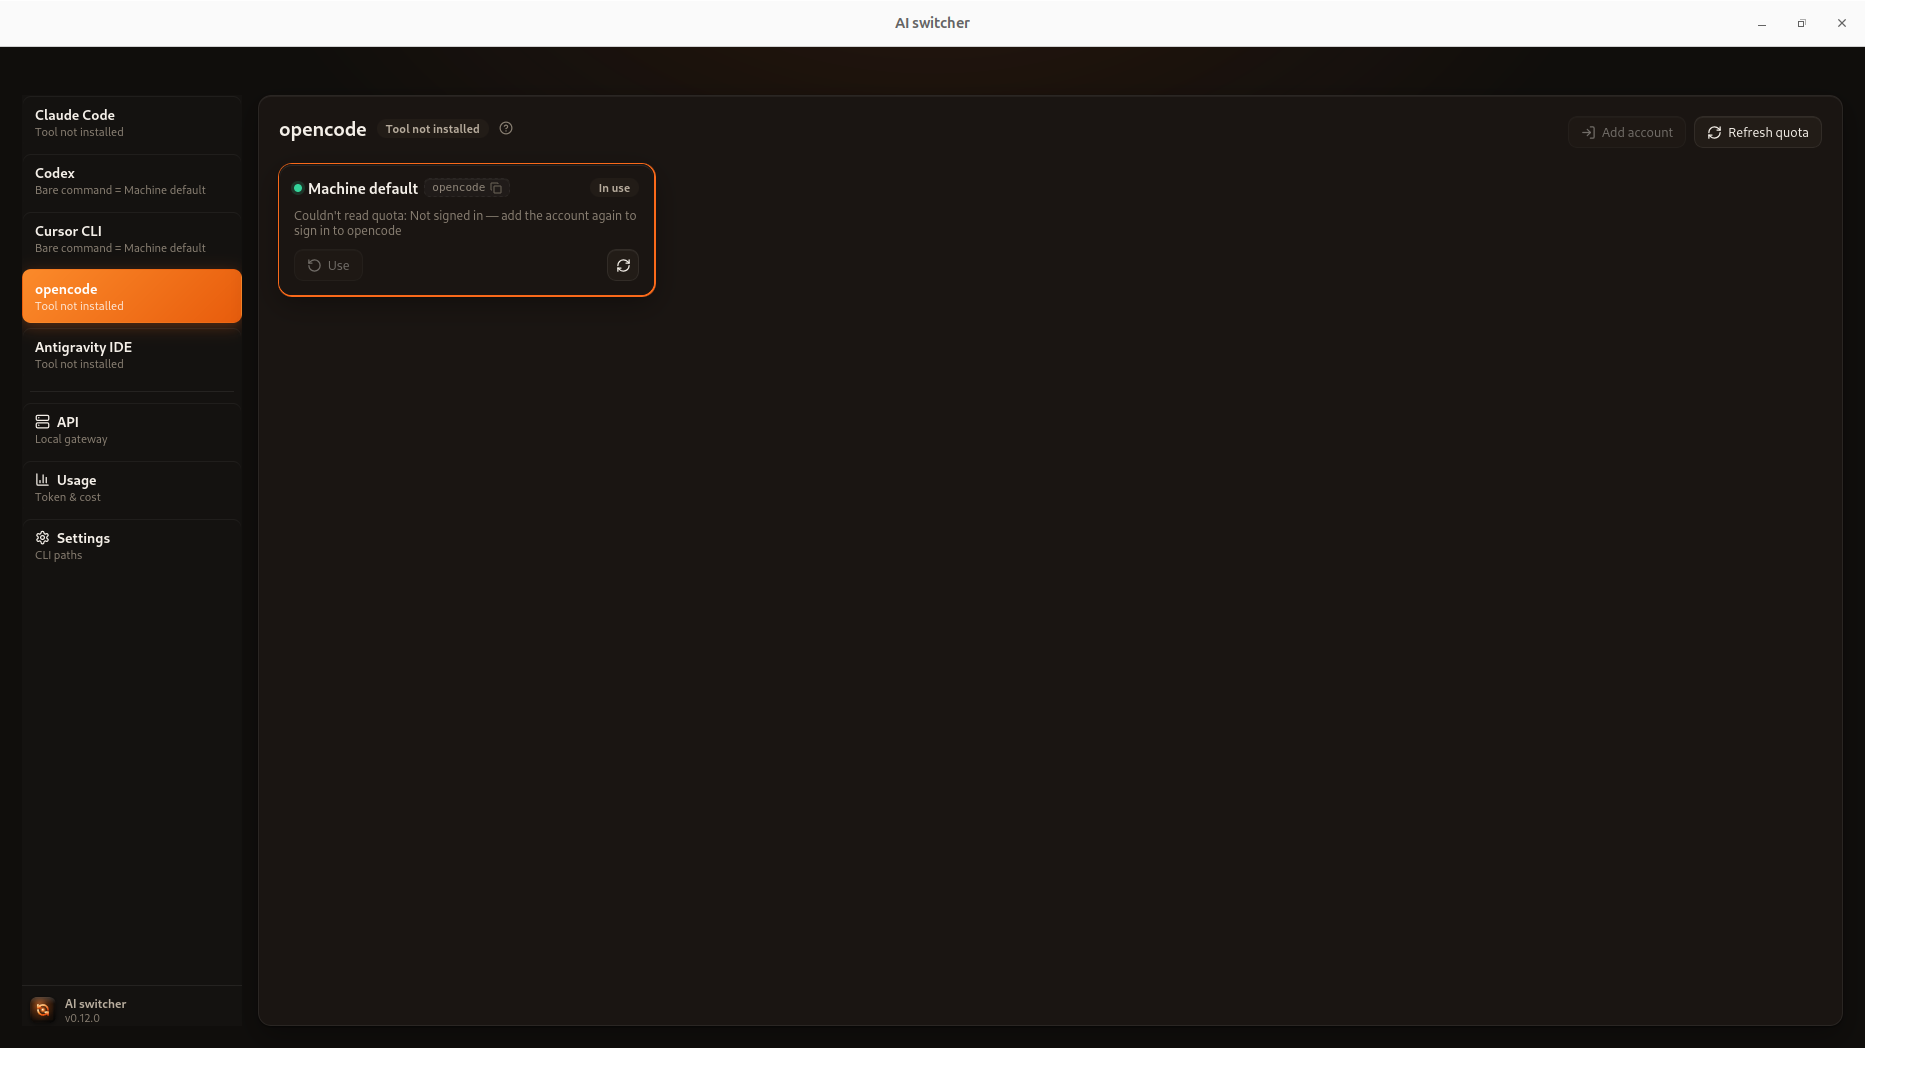 AI switcher
Claude Code
Tool not installed
Codex
Bare command = Machine default
Cursor CLI
Bare command = Machine default
opencode
Tool not installed
Antigravity IDE
Tool not installed
API
Local gateway
Usage
Token & cost
Settings
CLI paths
AI switcher
v0.12.0
opencode
Tool not installed
Add account
Refresh quota
Machine default
opencode
In use
Couldn't read quota: Not signed in — add the account again to
sign in to opencode
Use